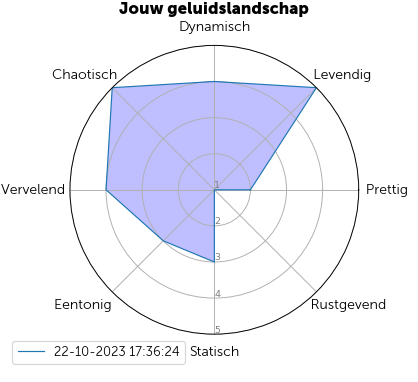 Jouw geluidslandschap
Dynamisch
Chaotisch
Levendig
Vervelend
1
Prettig
2
3
4
Eentonig
Rustgevend
5
22-10-2023 17:36:24
Statisch